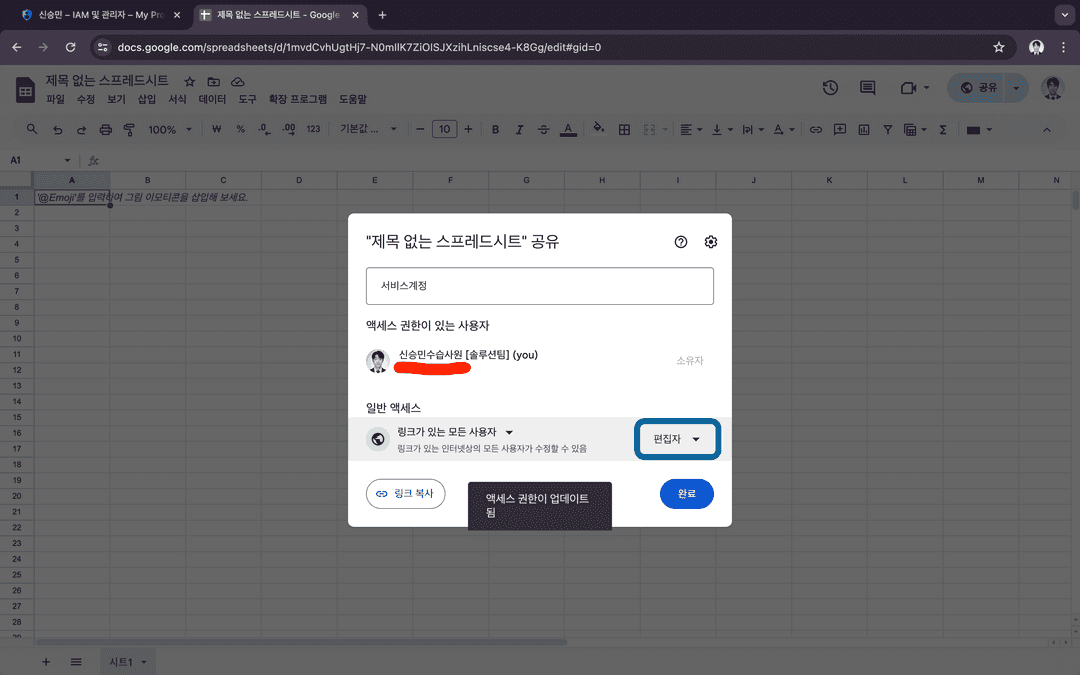 신승민 – IAM 및 관리자 – My Pro
제목 없는 스프레드시트 - Google
docs.google.com/spreadsheets/d/1mvdCvhUgtHj7-N0mIlK7ZiOlSJXzihLniscse4-K8Gg/edit#gid=0
제목 없는 스프레드시트
파일 수정 보기 삽입 서식 데이터 도구 확장 프로그램 도움말
공유
100% ₩ % .0 .00 123 기본값 ... 10 B I A
A1 fx
A B C D E F G H I J K L M N
1 '@Emoji'를 입력하여 그림 이모티콘을 삽입해 보세요.
2
3
4
5
6
7
8
9
10
11
12
13
14
15
16
17
18
19
20
21
22
23
24
25
26
27
28
29
"제목 없는 스프레드시트" 공유
서비스계정
액세스 권한이 있는 사용자
신승민수습사원 [솔루션팀] (you)
소유자
일반 액세스
링크가 있는 모든 사용자
링크가 있는 인터넷상의 모든 사용자가 수정할 수 있음
편집자
링크 복사
액세스 권한이 업데이트
됨
완료
시트1